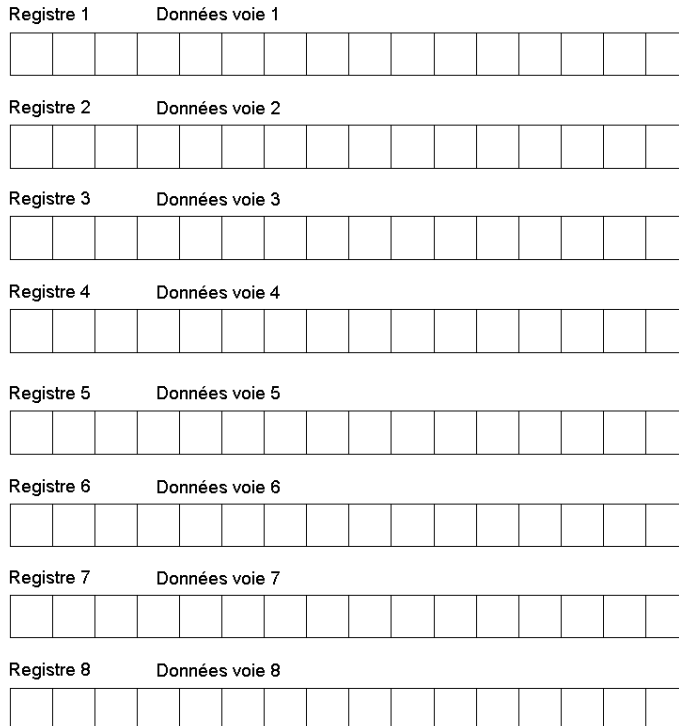 Registre 1 Données voie 1
Registre 2 Données voie 2
Registre 3 Données voie 3
Registre 4 Données voie 4
Registre 5 Données voie 5
Registre 6 Données voie 6
Registre 7 Données voie 7
Registre 8 Données voie 8